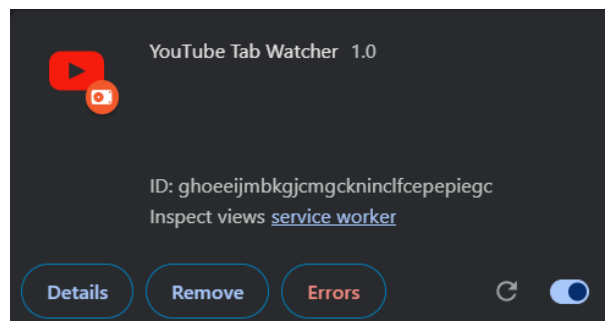 YouTube Tab Watcher 1.0
ID: ghoeeijmbkgjcmgckninclfcepepiegc
Inspect views service worker
Details Remove Errors